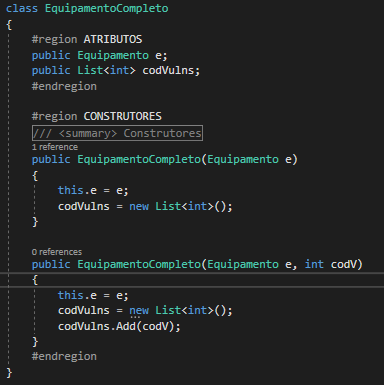 class EquipamentoCompleto
{
#region ATRIBUTOS
public Equipamento e;
public List<int> codVulns;
#endregion
#region CONSTRUTORES
/// <summary> Construtores
1 reference
public EquipamentoCompleto(Equipamento e)
{
this.e = e;
codVulns = new List<int>();
}
0 references
public EquipamentoCompleto(Equipamento e, int codV)
{
this.e = e;
codVulns = new List<int>();
codVulns.Add(codV);
}
#endregion
}